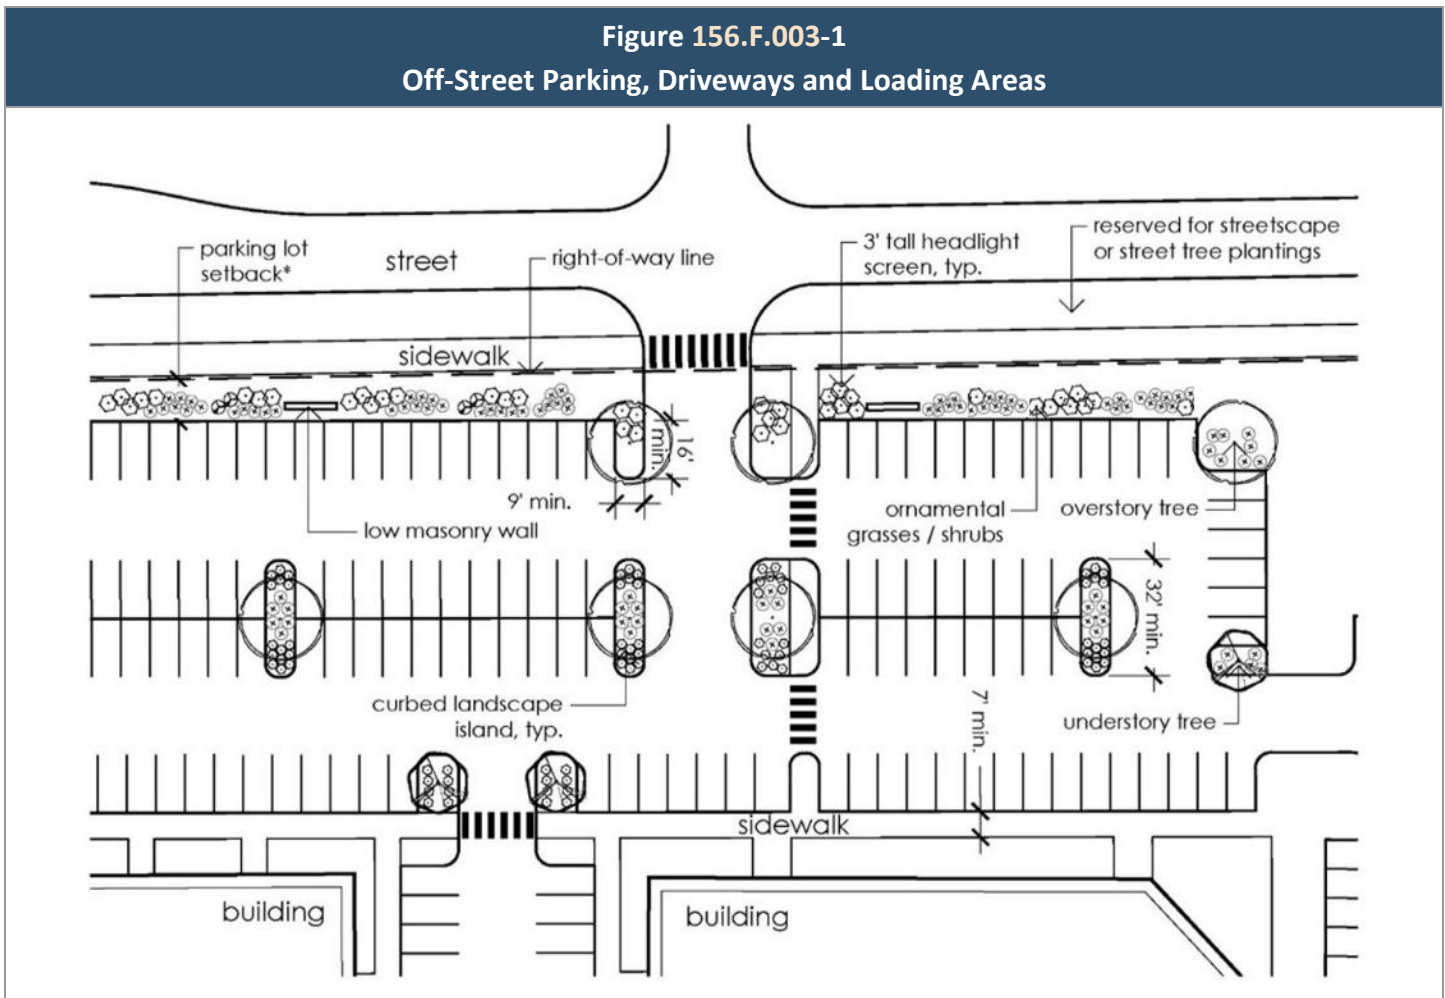 Figure 156.F.003-1
Off-Street Parking, Driveways and Loading Areas
parking lot
setback*
street
right-of-way line
3' tall headlight
screen, typ.
reserved for streetscape
or street tree plantings
sidewalk
16'
min.
9' min.
low masonry wall
ornamental
grasses / shrubs
overstory tree
32' min.
curbed landscape
island, typ.
7' min.
understory tree
sidewalk
building
building